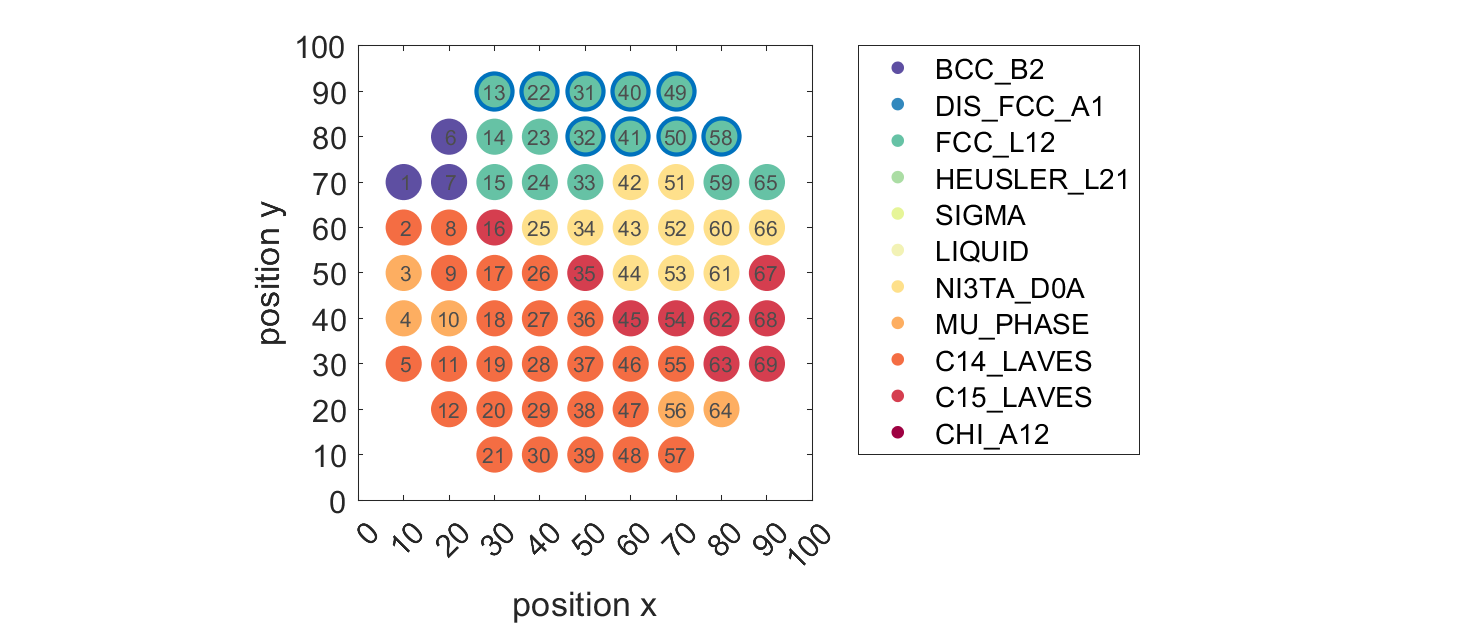 100
90
80
70
60
50
40
30
20
10
0
13 22 31 40 49
6 14 23 32 41 50 58
1 7 15 24 33 42 51 59 65
2 8 16 25 34 43 52 60 66
3 9 17 26 35 44 53 61 67
4 10 18 27 36 45 54 62 68
5 11 19 28 37 46 55 63 69
12 20 29 38 47 56 64
21 30 39 48 57
0 10 20 30 40 50 60 70 80 90 100
position x
position y
BCC_B2
DIS_FCC_A1
FCC_L12
HEUSLER_L21
SIGMA
LIQUID
NI3TA_D0A
MU_PHASE
C14_LAVES
C15_LAVES
CHI_A12